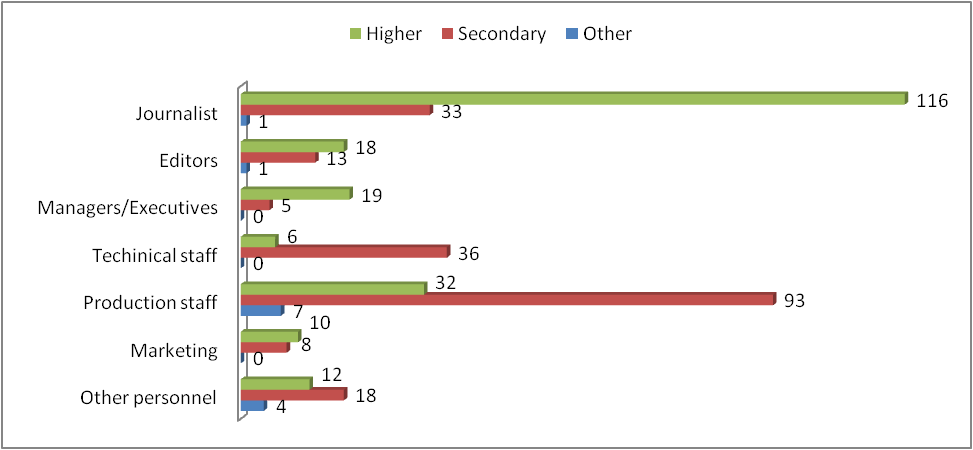 Higher Secondary Other
Journalist 116
33
1
Editors 18
13
1
Managers/Executives 19
5
0
Techinical staff 6
36
0
Production staff 32
93
7
Marketing 10
8
0
Other personnel 12
18
4